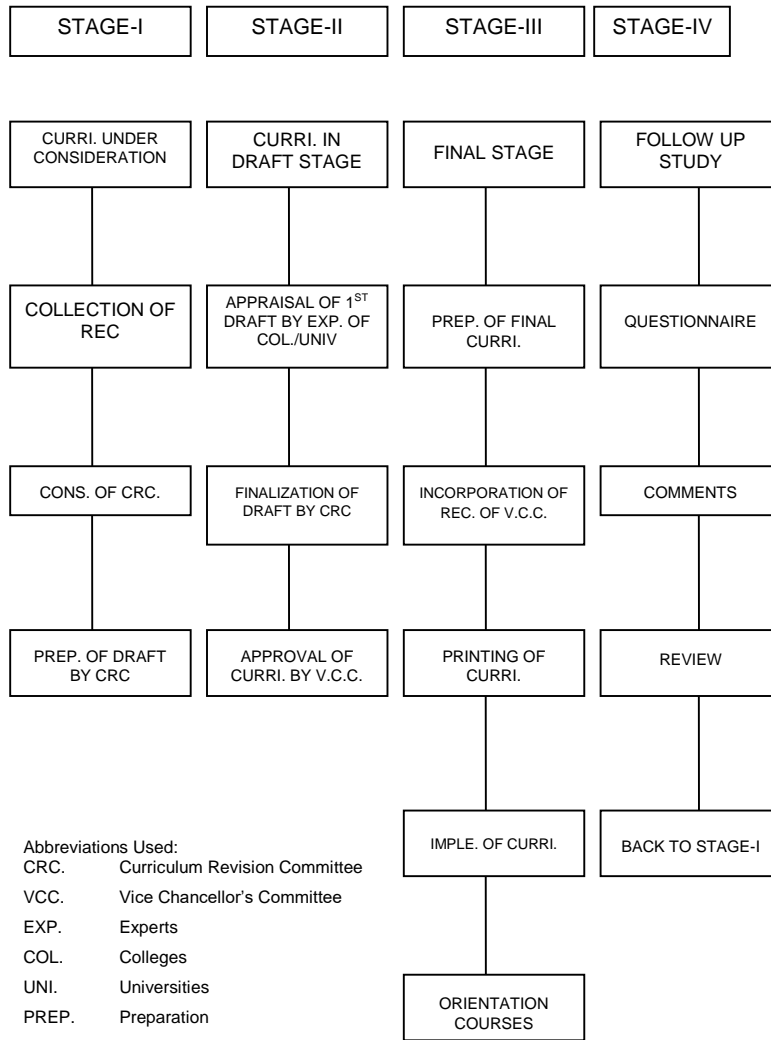 STAGE-I
STAGE-II
STAGE-III
STAGE-IV
CURRI. UNDER
CONSIDERATION
CURRI. IN
DRAFT STAGE
FINAL STAGE
FOLLOW UP
STUDY
COLLECTION OF
REC
APPRAISAL OF 1ST
DRAFT BY EXP. OF
COL./UNIV
PREP. OF FINAL
CURRI.
QUESTIONNAIRE
CONS. OF CRC.
FINALIZATION OF
DRAFT BY CRC
INCORPORATION OF
REC. OF V.C.C.
COMMENTS
PREP. OF DRAFT
BY CRC
APPROVAL OF
CURRI. BY V.C.C.
PRINTING OF
CURRI.
REVIEW
IMPLE. OF CURRI.
BACK TO STAGE-I
ORIENTATION
COURSES
Abbreviations Used:
CRC. Curriculum Revision Committee
VCC. Vice Chancellor's Committee
EXP. Experts
COL. Colleges
UNI. Universities
PREP. Preparation